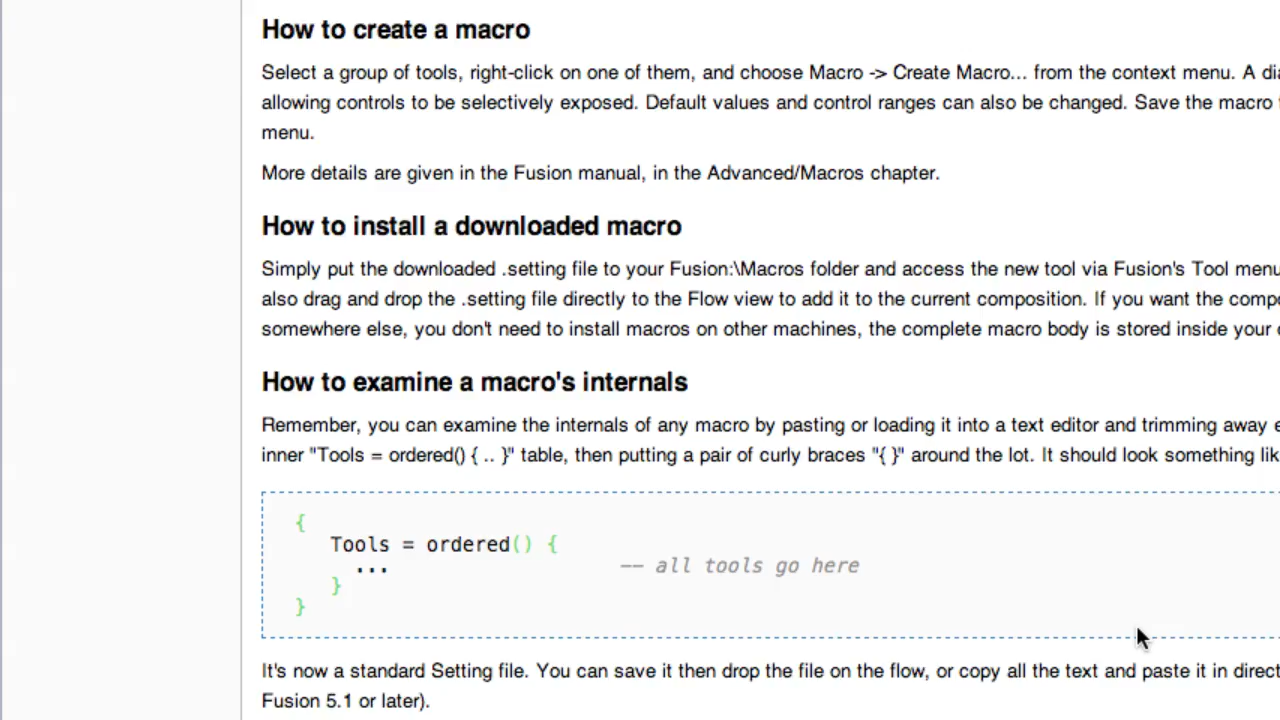 How to create a macro
Select a group of tools, right-click on one of them, and choose Macro -> Create Macro... from the context menu. A
allowing controls to be selectively exposed. Default values and control ranges can also be changed. Save the macro
menu.
More details are given in the Fusion manual, in the Advanced/Macros chapter.
How to install a downloaded macro
Simply put the downloaded .setting file to your Fusion:\Macros folder and access the new tool via Fusion's Tool menu
also drag and drop the .setting file directly to the Flow view to add it to the current composition. If you want the
somewhere else, you don't need to install macros on other machines, the complete macro body is stored inside your
How to examine a macro's internals
Remember, you can examine the internals of any macro by pasting or loading it into a text editor and trimming away
inner "Tools = ordered() { .. }" table, then putting a pair of curly braces "{ }" around the lot. It should look something
{
Tools = ordered() {
... -- all tools go here
}
}
It's now a standard Setting file. You can save it then drop the file on the flow, or copy all the text and paste it in
Fusion 5.1 or later).